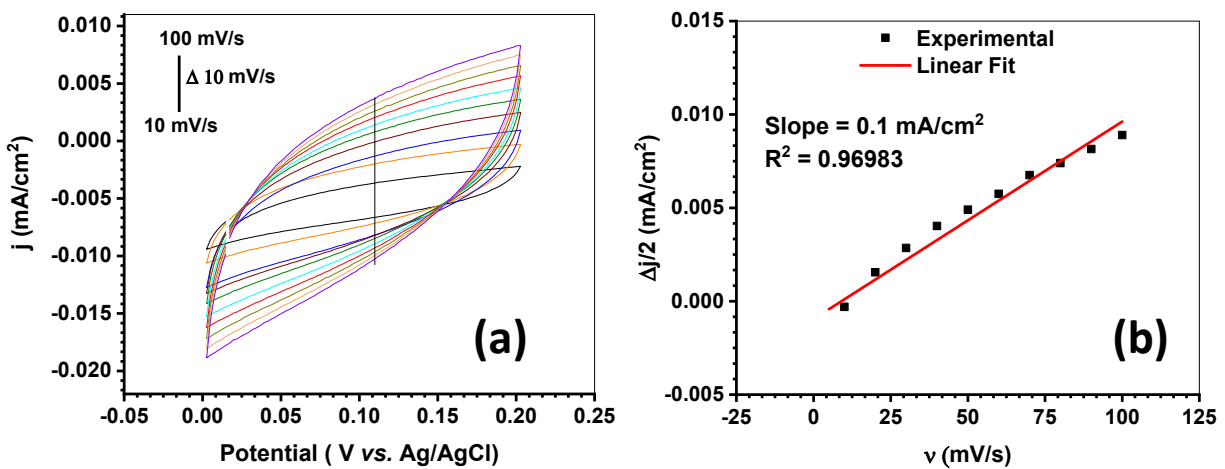 0.010
0.005
0.000
-0.005
-0.010
-0.015
-0.020
j (mA/cm²)
100 mV/s
Δ 10 mV/s
10 mV/s
(a)
-0.05 0.00 0.05 0.10 0.15 0.20 0.25
Potential ( V vs. Ag/AgCl)
0.015
0.010
0.005
0.000
-0.005
Δj/2 (mA/cm²)
Experimental
Linear Fit
Slope = 0.1 mA/cm²
R² = 0.96983
(b)
-25 0 25 50 75 100 125
ν (mV/s)